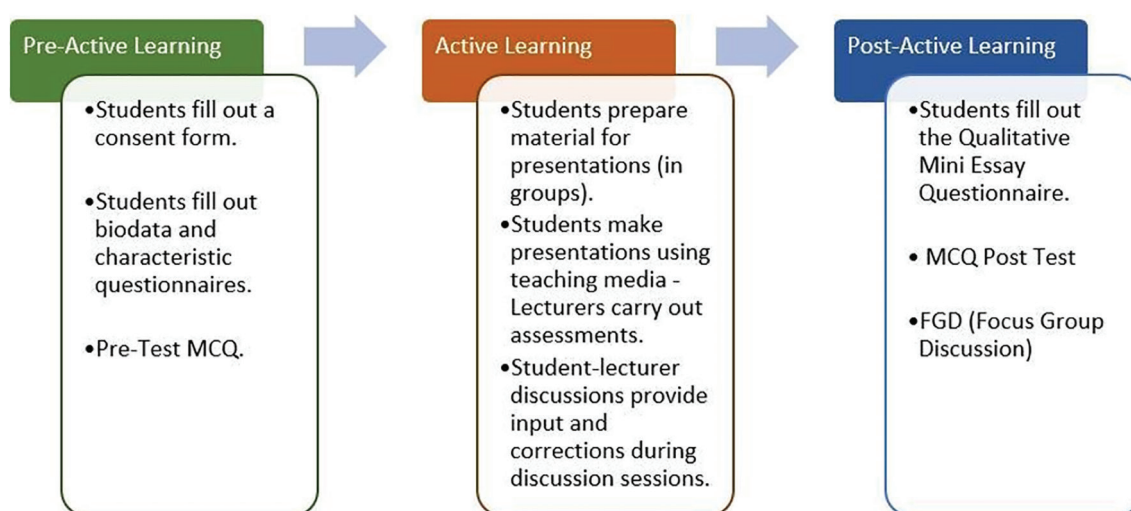 Pre-Active Learning
•Students fill out a
consent form.
•Students fill out
biodata and
characteristic
questionnaires.
•Pre-Test MCQ.
Active Learning
•Students prepare
material for
presentations (in
groups).
•Students make
presentations using
teaching media -
Lecturers carry out
assessments.
•Student-lecturer
discussions provide
input and
corrections during
discussion sessions.
Post-Active Learning
•Students fill out
the Qualitative
Mini Essay
Questionnaire.
• MCQ Post Test
•FGD (Focus Group
Discussion)